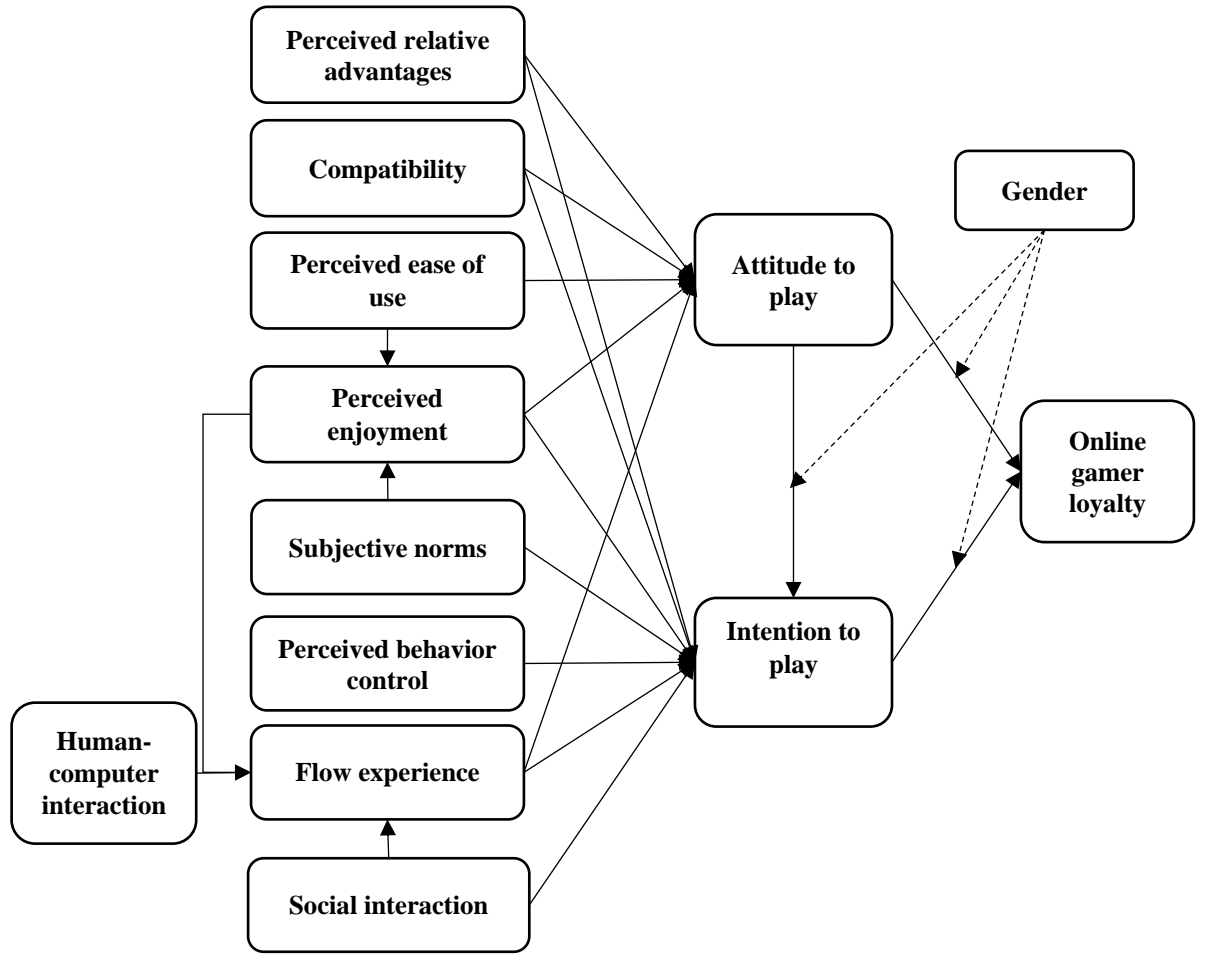 Perceived relative
advantages
Compatibility
Gender
Perceived ease of
use
Attitude to
play
Perceived
enjoyment
Online
gamer
loyalty
Subjective norms
Intention to
play
Perceived behavior
control
Human-
computer
interaction
Flow experience
Social interaction